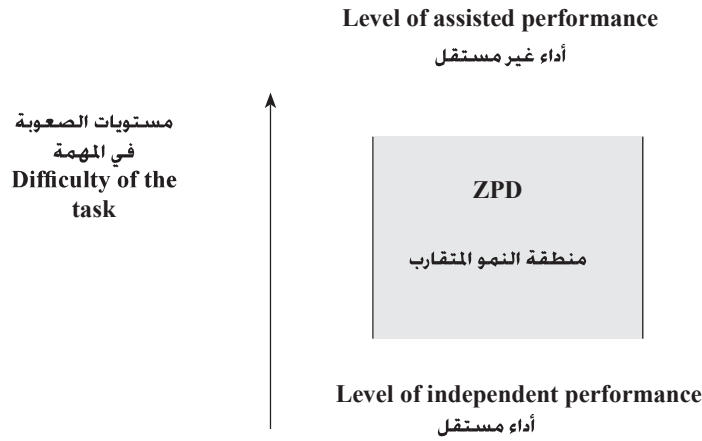 Level of assisted performance
أداء غير مستقل
مستويات الصعوبة
في المهمة
Difficulty of the
task
ZPD
منطقة النمو المتقارب
Level of independent performance
أداء مستقل